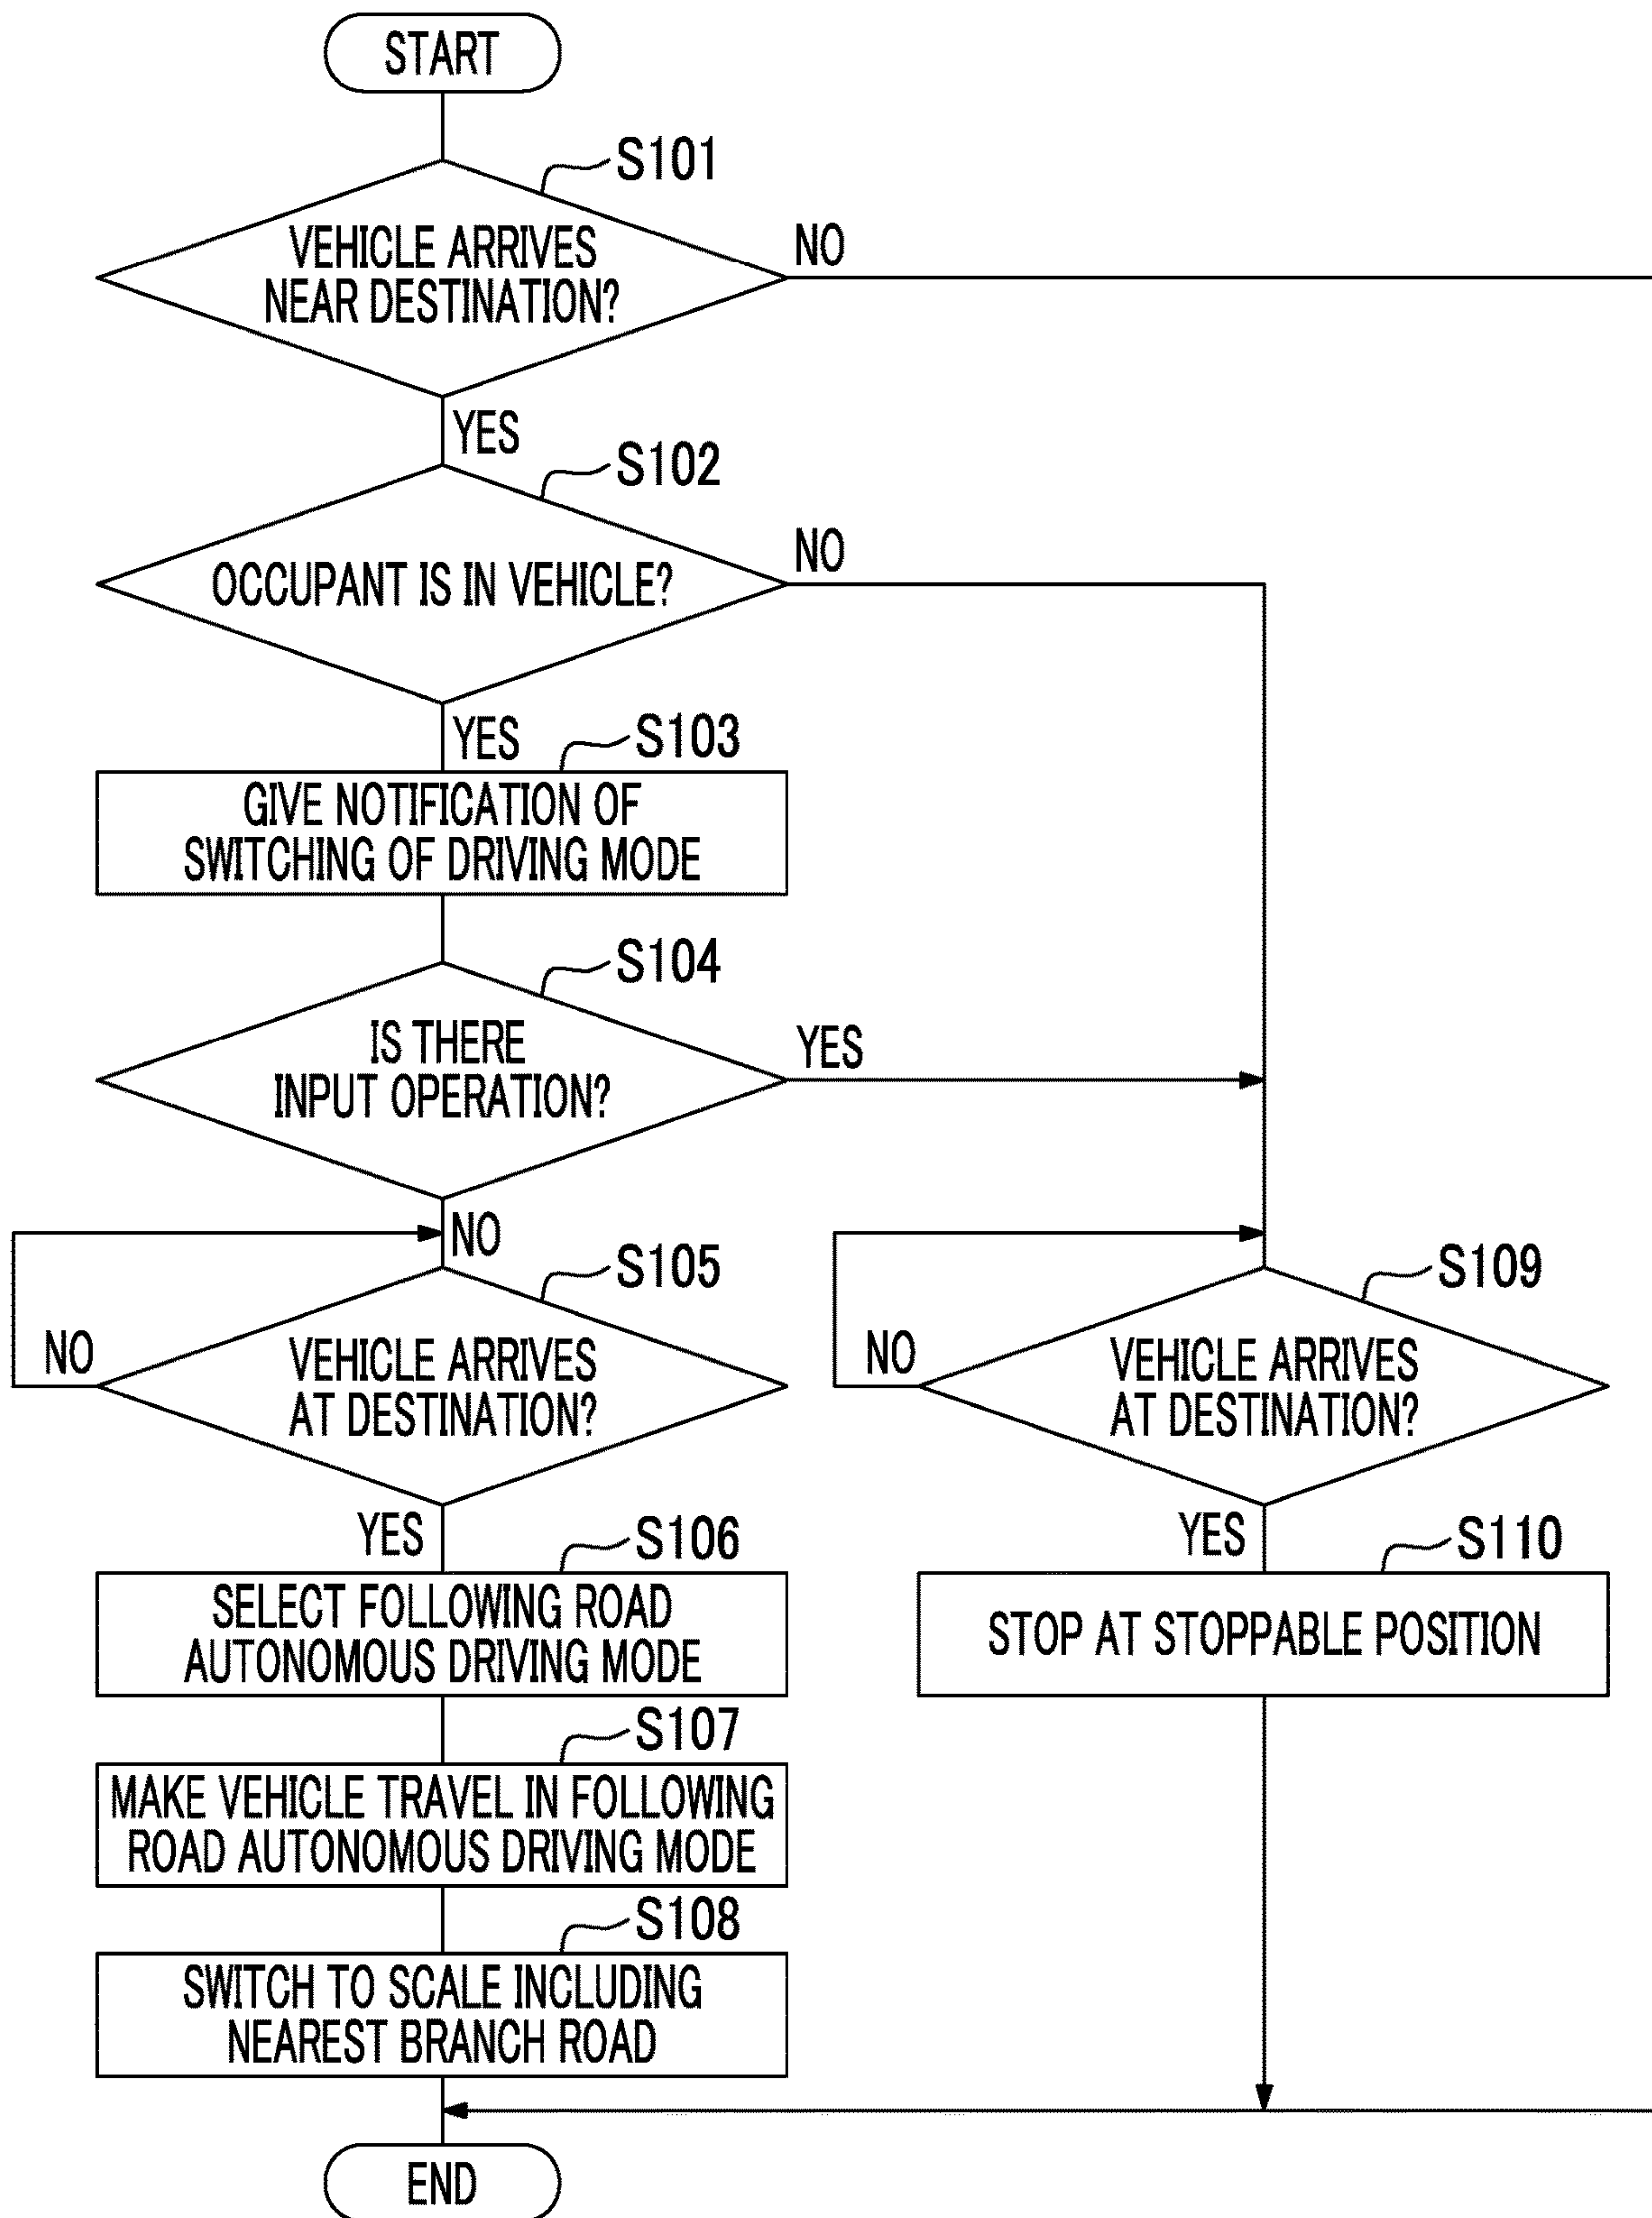 START
S101
VEHICLE ARRIVES
NEAR DESTINATION?
NO
YES
S102
OCCUPANT IS IN VEHICLE?
NO
YES
S103
GIVE NOTIFICATION OF
SWITCHING OF DRIVING MODE
S104
IS THERE
INPUT OPERATION?
YES
NO
S105
VEHICLE ARRIVES
AT DESTINATION?
NO
YES
S109
VEHICLE ARRIVES
AT DESTINATION?
NO
YES
S106
SELECT FOLLOWING ROAD
AUTONOMOUS DRIVING MODE
S110
STOP AT STOPPABLE POSITION
S107
MAKE VEHICLE TRAVEL IN FOLLOWING
ROAD AUTONOMOUS DRIVING MODE
S108
SWITCH TO SCALE INCLUDING
NEAREST BRANCH ROAD
END